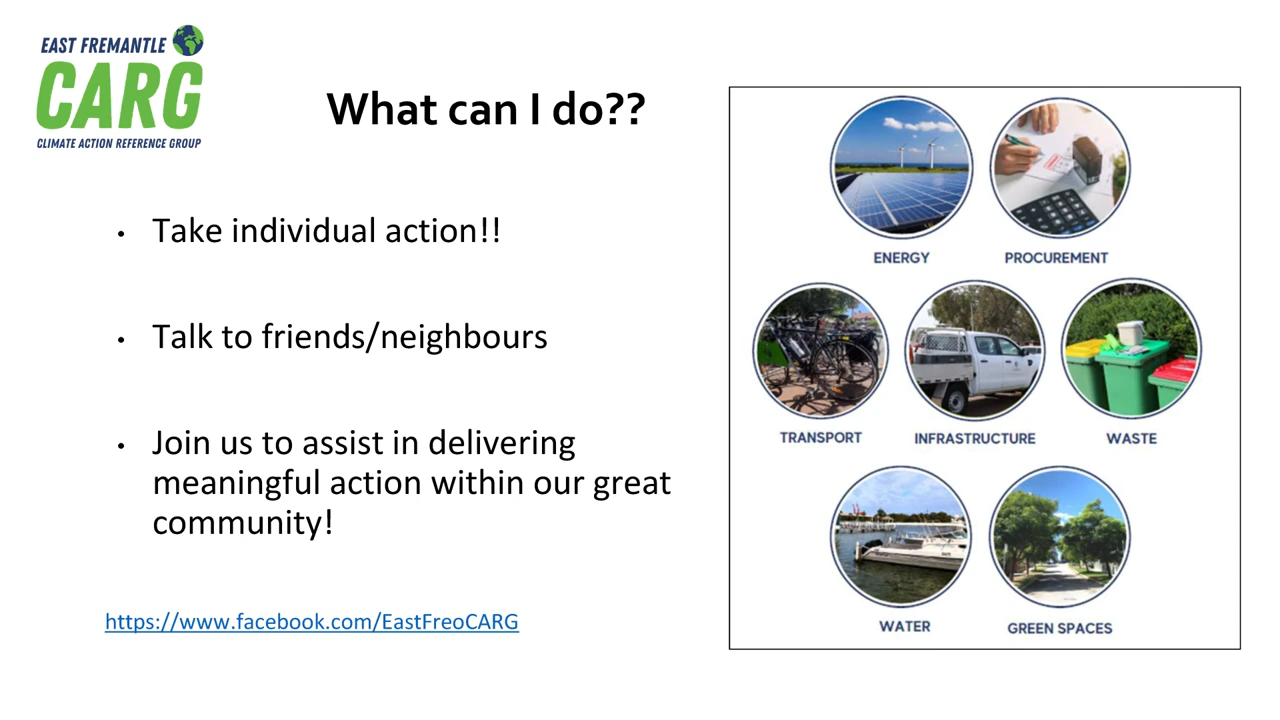 EAST FREMANTLE
CARG
CLIMATE ACTION REFERENCE GROUP
What can I do??
• Take individual action!!
• Talk to friends/neighbours
• Join us to assist in delivering
meaningful action within our great
community!
https://www.facebook.com/EastFreoCARG
ENERGY
PROCUREMENT
TRANSPORT
INFRASTRUCTURE
WASTE
WATER
GREEN SPACES